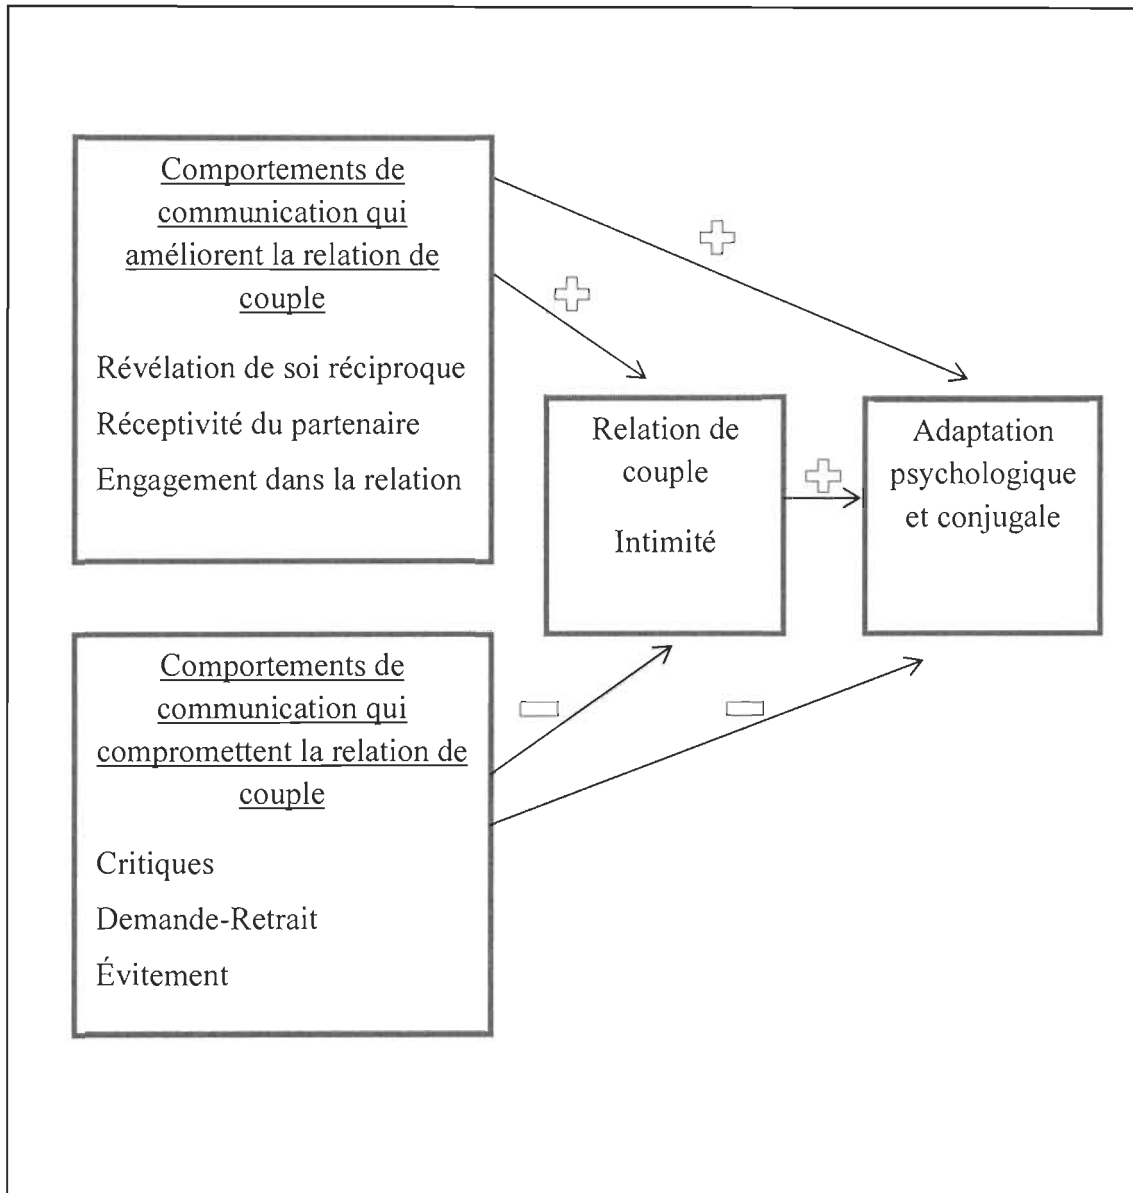 Comportements de
communication qui
améliorent la relation de
couple
Révélation de soi réciproque
Réceptivité du partenaire
Engagement dans la relation
Relation de
couple
Intimité
Adaptation
psychologique
et conjugale
Comportements de
communication qui
compromettent la relation de
couple
Critiques
Demande-Retrait
Évitement